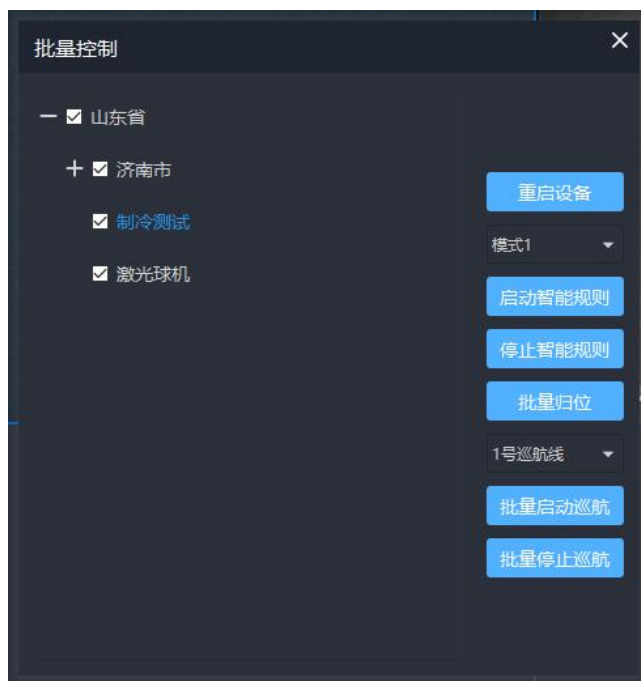 批量控制
山东省
济南市
制冷测试
激光球机
重启设备
模式1
启动智能规则
停止智能规则
批量归位
1号巡航线
批量启动巡航
批量停止巡航